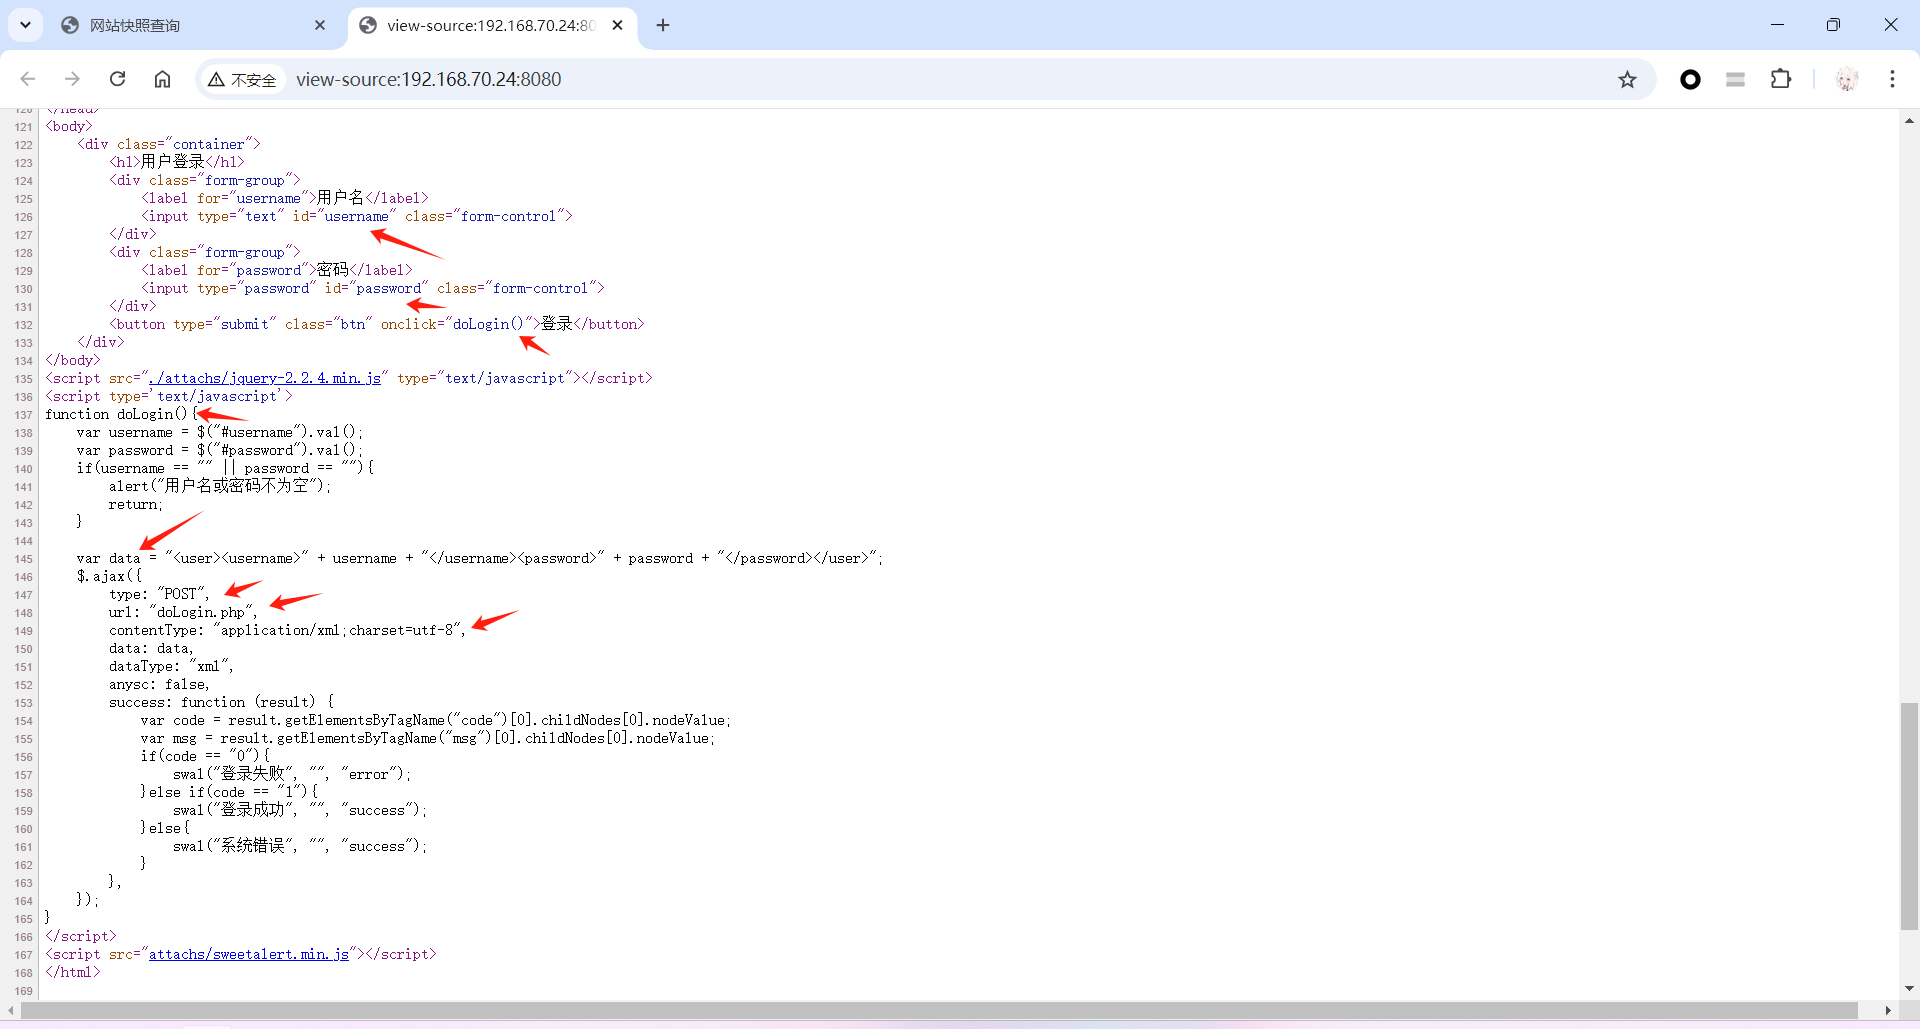 网站快照查询
view-source:192.168.70.24:80
不安全
view-source:192.168.70.24:8080
120 </head>
121 <body>
122     <div class="container">
123         <h1>用户登录</h1>
124         <div class="form-group">
125             <label for="username">用户名</label>
126             <input type="text" id="username" class="form-control">
127         </div>
128         <div class="form-group">
129             <label for="password">密码</label>
130             <input type="password" id="password" class="form-control">
131         </div>
132         <button type="submit" class="btn" onclick="doLogin()">登录</button>
133     </div>
134 </body>
135 <script src="./attachs/jquery-2.2.4.min.js" type="text/javascript"></script>
136 <script type='text/javascript'>
137 function doLogin(){
138     var username = $("#username").val();
139     var password = $("#password").val();
140     if(username == "" || password == ""){
141         alert("用户名或密码不为空");
142         return;
143     }
144
145     var data = "<user><username>" + username + "</username><password>" + password + "</password></user>";
146     $.ajax({
147         type: "POST",
148         url: "doLogin.php",
149         contentType: "application/xml;charset=utf-8",
150         data: data,
151         dataType: "xml",
152         anysc: false,
153         success: function (result) {
154             var code = result.getElementsByTagName("code")[0].childNodes[0].nodeValue;
155             var msg = result.getElementsByTagName("msg")[0].childNodes[0].nodeValue;
156             if(code == "0"){
157                 swal("登录失败", "", "error");
158             }else if(code == "1"){
159                 swal("登录成功", "", "success");
160             }else{
161                 swal("系统错误", "", "success");
162             }
163         },
164     });
165 }
166 </script>
167 <script src="attachs/sweetalert.min.js"></script>
168 </html>
169